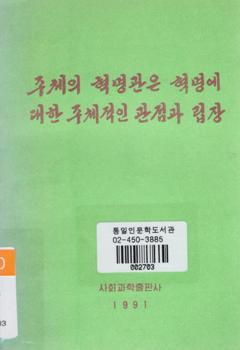 주체의 혁명관은 혁명에
대한 주체적인 관점과 립장
통일인문학도서관
02-450-3885
002703
사회과학출판사
1991